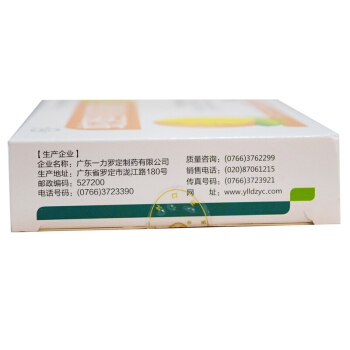 【生产企业】
企业名称：广东一力罗定制药有限公司
生产地址：广东省罗定市泷江路180号
邮政编码：527200
电话号码：(0766)3723390
质量咨询：(0766)3762299
销售电话：(020)87061215
传真号码：(0766)3723921
网 址：www.ylldzyc.com